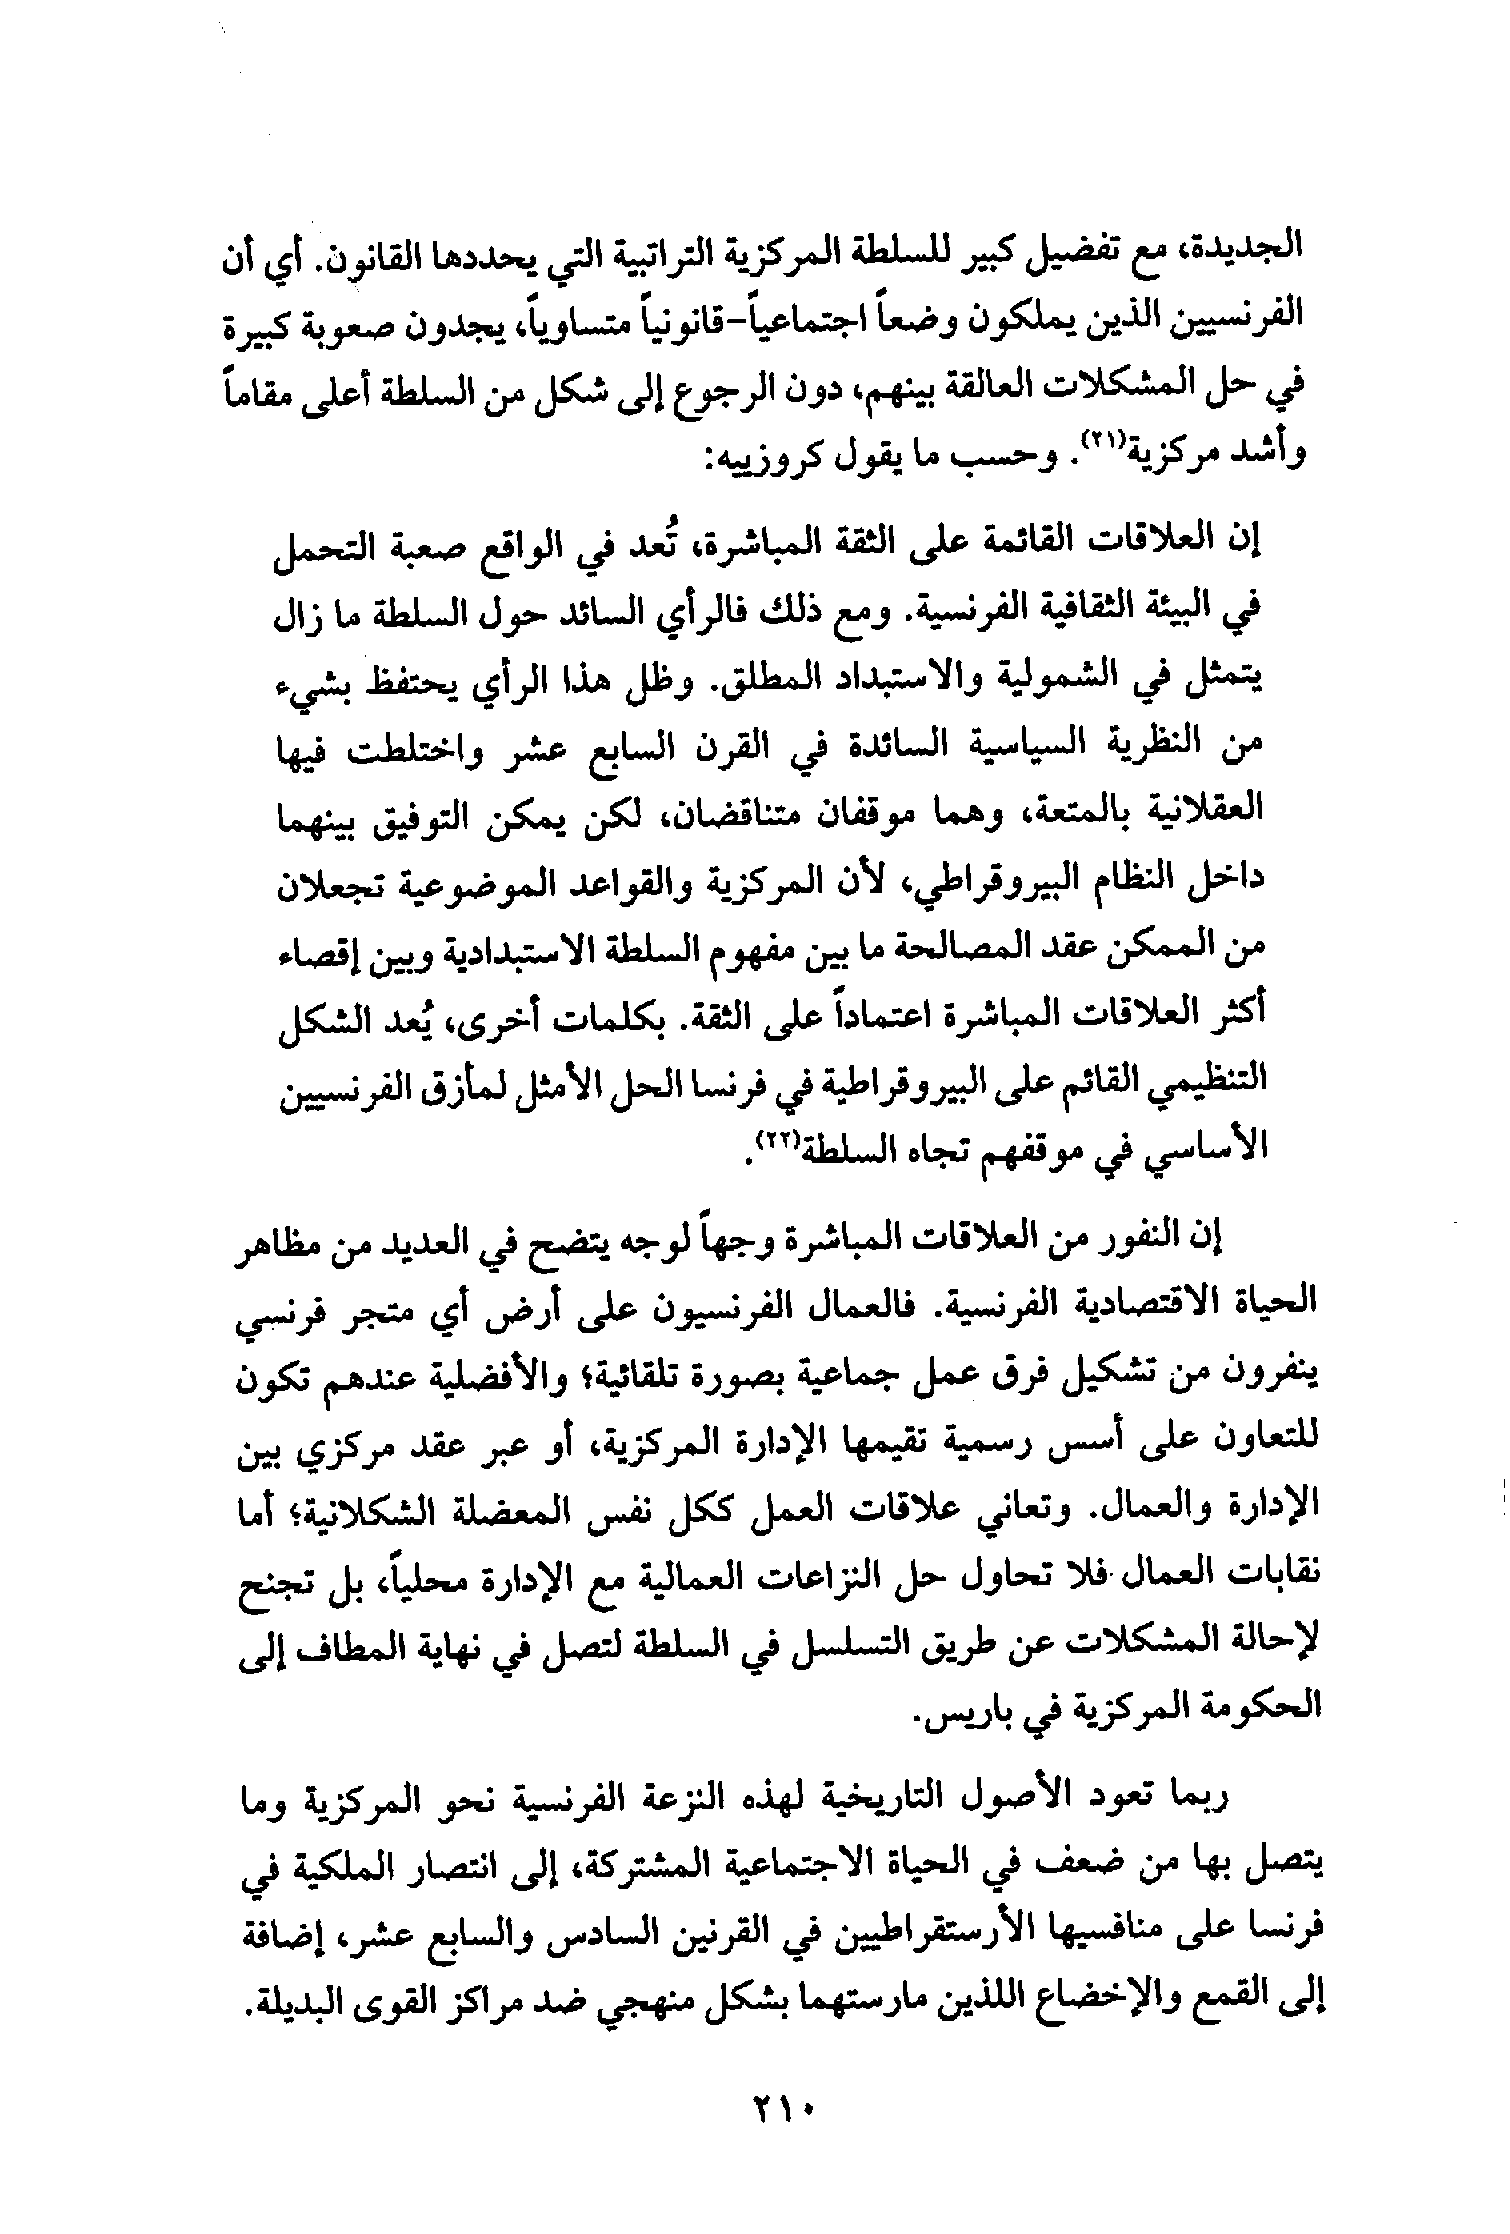 الجديدة، مع تفضيل كبير للسلطة المركزية التراتبية التي يحددها القانون. أي أن
الفرنسيين الذين يملكون وضعاً اجتماعياً-قانونياً متساوياً، يجدون صعوبة كبيرة
في حل المشكلات العالقة بينهم، دون الرجوع إلى شكل من السلطة أعلى مقاماً
وأشد مركزية(٢١). وحسب ما يقول كروزييه:
إن العلاقات القائمة على الثقة المباشرة، تُعد في الواقع صعبة التحمل
في البيئة الثقافية الفرنسية. ومع ذلك فالرأي السائد حول السلطة ما زال
يتمثل في الشمولية والاستبداد المطلق. وظل هذا الرأي يحتفظ بشيء
من النظرية السياسية السائدة في القرن السابع عشر واختلطت فيها
العقلانية بالمتعة، وهما موقفان متناقضان، لكن يمكن التوفيق بينهما
داخل النظام البيروقراطي، لأن المركزية والقواعد الموضوعية تجعلان
من الممكن عقد المصالحة ما بين مفهوم السلطة الاستبدادية وبين إقصاء
أكثر العلاقات المباشرة اعتماداً على الثقة. بكلمات أخرى، يُعد الشكل
التنظيمي القائم على البيروقراطية في فرنسا الحل الأمثل لمأزق الفرنسيين
الأساسي في موقفهم تجاه السلطة(٢٢).
إن النفور من العلاقات المباشرة وجهاً لوجه يتضح في العديد من مظاهر
الحياة الاقتصادية الفرنسية. فالعمال الفرنسيون على أرض أي متجر فرنسي
ينفرون من تشكيل فرق عمل جماعية بصورة تلقائية؛ والأفضلية عندهم تكون
للتعاون على أسس رسمية تقيمها الإدارة المركزية، أو عبر عقد مركزي بين
الإدارة والعمال. وتعاني علاقات العمل ككل نفس المعضلة الشكلانية؛ أما
نقابات العمال فلا تحاول حل النزاعات العمالية مع الإدارة محلياً، بل تجنح
لإحالة المشكلات عن طريق التسلسل في السلطة لتصل في نهاية المطاف إلى
الحكومة المركزية في باريس.
ربما تعود الأصول التاريخية لهذه النزعة الفرنسية نحو المركزية وما
يتصل بها من ضعف في الحياة الاجتماعية المشتركة، إلى انتصار الملكية في
فرنسا على منافسيها الأرستقراطيين في القرنين السادس والسابع عشر، إضافة
إلى القمع والإخضاع اللذين مارستهما بشكل منهجي ضد مراكز القوى البديلة.
٢١٠